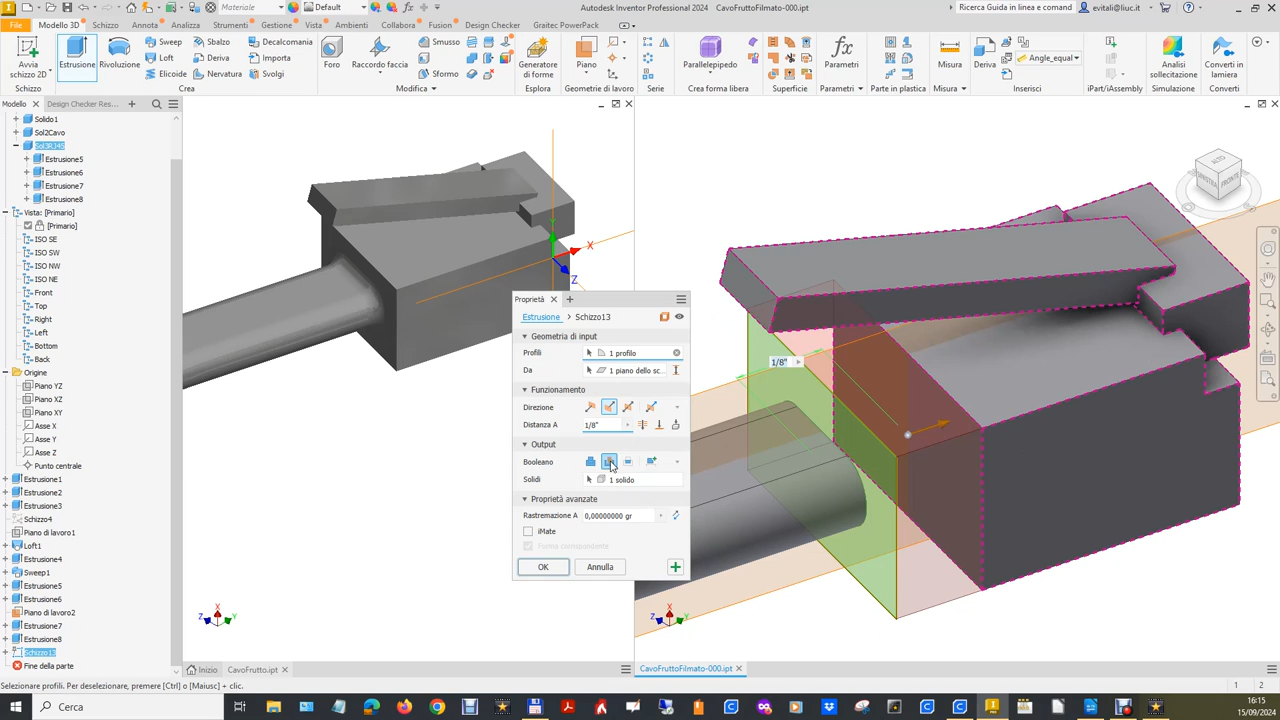 Materiale
Default
Autodesk Inventor Professional 2024
CavoFruttoFilmato-000.ipt
Ricerca Guida in linea e comandi
evitali@liuc.it
File
Modello 3D
Schizzo
Annota
Analizza
Strumenti
Gestione
Vista
Ambienti
Collabora
Fusion
Design Checker
Graitec PowerPack
Avvia schizzo 2D
Estrusione
Rivoluzione
Sweep
Loft
Elicoide
Sbalzo
Deriva
Nervatura
Decalcomania
Importa
Svolgi
Foro
Raccordo faccia
Smusso
Sformo
Generatore di forme
Piano
Parallelepipedo
Parametri
Misura
Deriva
Angle_equal
Analisi sollecitazione
Converti in lamiera
Schizzo
Crea
Modifica
Esplora
Geometrie di lavoro
Serie
Crea forma libera
Superficie
Parametri
Parte in plastica
Misura
Inserisci
iPart/iAssembly
Simulazione
Converti
Modello
Design Checker Res...
Solido1
Sol2Cavo
Sol3RJ45
Estrusione5
Estrusione6
Estrusione7
Estrusione8
Vista: [Primario]
[Primario]
ISO SE
ISO SW
ISO NW
ISO NE
Front
Top
Right
Left
Bottom
Back
Origine
Piano YZ
Piano XZ
Piano XY
Asse X
Asse Y
Asse Z
Punto centrale
Estrusione1
Estrusione2
Estrusione3
Schizzo4
Piano di lavoro1
Loft1
Estrusione4
Sweep1
Estrusione5
Estrusione6
Piano di lavoro2
Estrusione7
Estrusione8
Schizzo13
Fine della parte
Y
X
Z
X
Z
Y
Proprietà
Estrusione > Schizzo13
Geometria di input
Profili
1 profilo
Da
1 piano dello sc...
Funzionamento
Direzione
Distanza A
1/8"
Output
Booleano
Solidi
1 solido
Proprietà avanzate
Rastremazione A
0,00000000 gr
iMate
Forma corrispondente
OK
Annulla
1/8"
ALTO
SINISTRA
FRONTE
X
Z
Y
Inizio
CavoFrutto.ipt
CavoFruttoFilmato-000.ipt
Selezionare profili. Per deselezionare, premere [Ctrl] o [Maiusc] + clic.
1
2
Cerca
16:15
15/09/2024